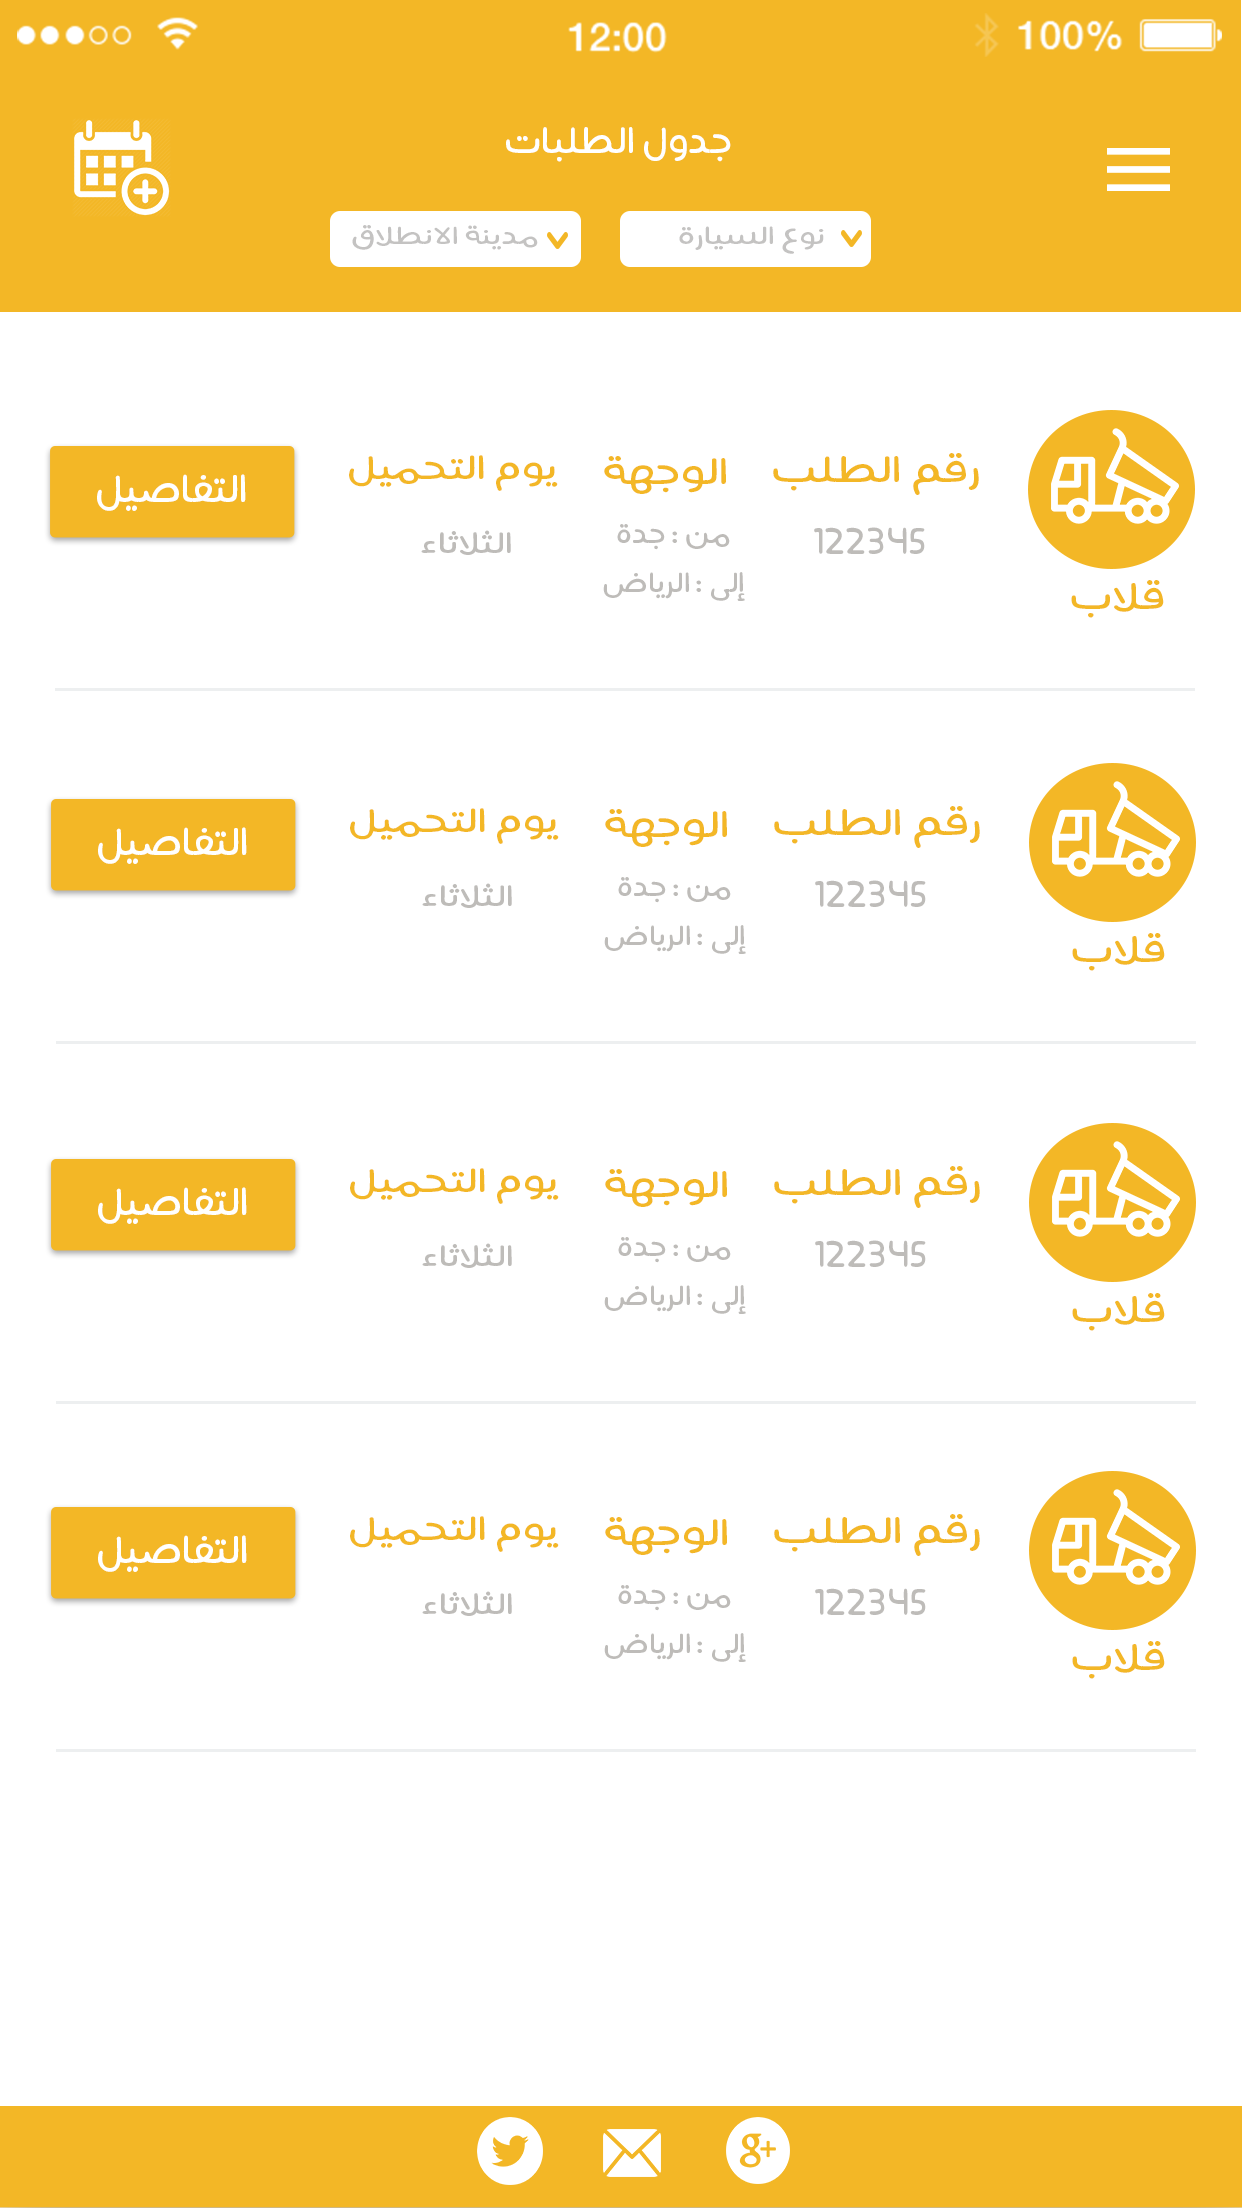 12:00
100%
جدول الطلبات
نوع السيارة
مدينة الانطلاق
رقم الطلب
الوجهة
يوم التحميل
التفاصيل
122345
من : جدة
الثلاثاء
إلى : الرياض
قلاب
رقم الطلب
الوجهة
يوم التحميل
التفاصيل
122345
من : جدة
الثلاثاء
إلى : الرياض
قلاب
رقم الطلب
الوجهة
يوم التحميل
التفاصيل
122345
من : جدة
الثلاثاء
إلى : الرياض
قلاب
رقم الطلب
الوجهة
يوم التحميل
التفاصيل
122345
من : جدة
الثلاثاء
إلى : الرياض
قلاب
g+